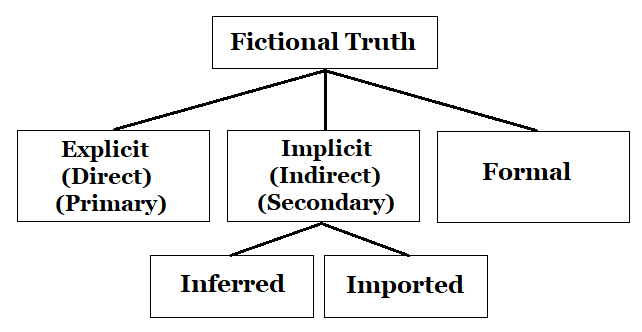 Fictional Truth
Explicit
(Direct)
(Primary)
Implicit
(Indirect)
(Secondary)
Formal
Inferred
Imported